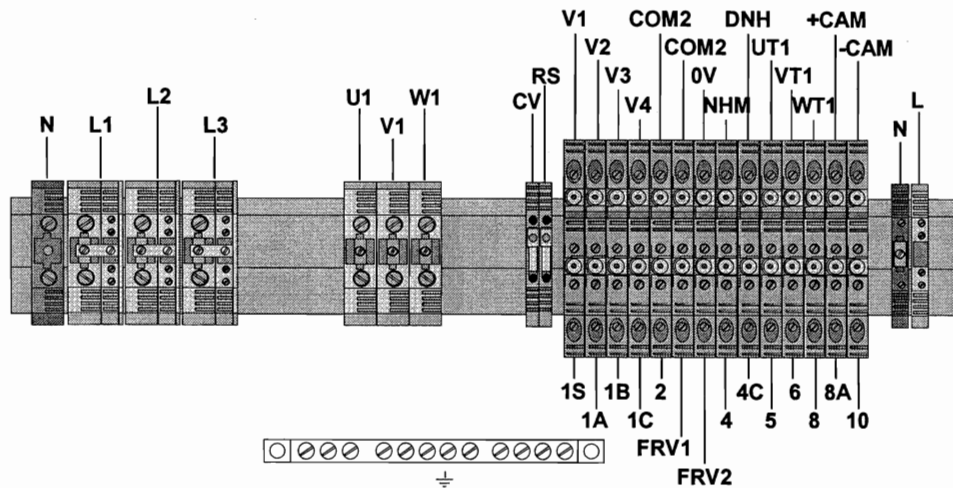 V1 COM2 DNH +CAM
V2 COM2 UT1 -CAM
RS V3 0V VT1
CV V4 NHM WT1
N L1 L2 L3 U1 V1 W1 N L
1S 1B 2 4C 6 8A
1A 1C 4 5 8 10
FRV1
FRV2